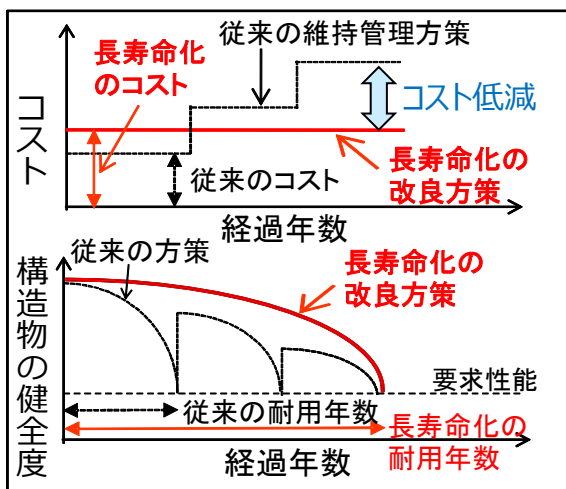 従来の維持管理方策
長寿命化
のコスト
コスト
コスト低減
従来のコスト
長寿命化の
改良方策
経過年数
従来の方策
構造物の健全度
長寿命化の
改良方策
要求性能
従来の耐用年数
長寿命化の
耐用年数
経過年数